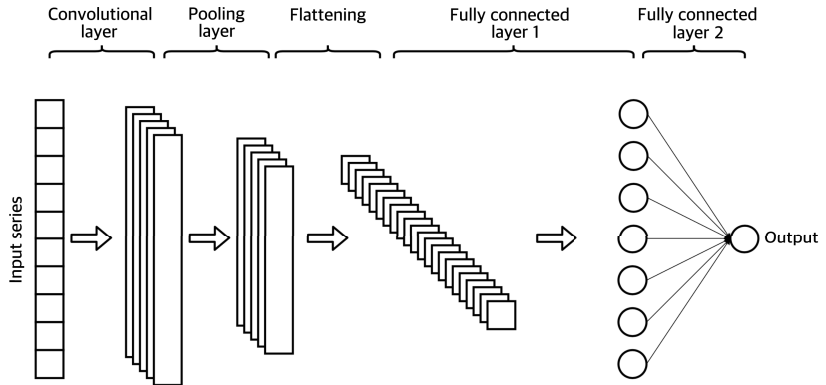 Convolutional
layer
Pooling
layer
Flattening
Fully connected
layer 1
Fully connected
layer 2
Input series
Output